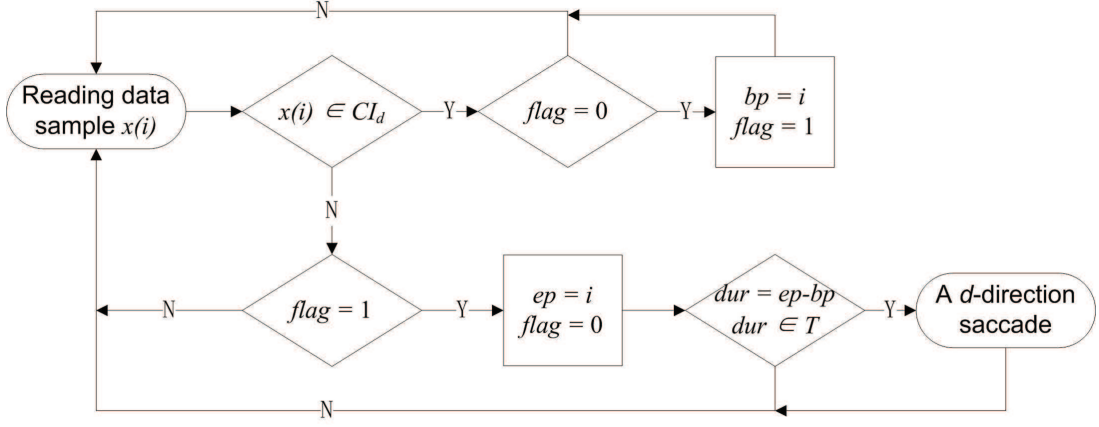 N
Reading data
sample x(i)
x(i) ∈ CI_d
Y
flag = 0
Y
bp = i
flag = 1
N
N
flag = 1
Y
ep = i
flag = 0
dur = ep-bp
dur ∈ T
Y
A d-direction
saccade
N